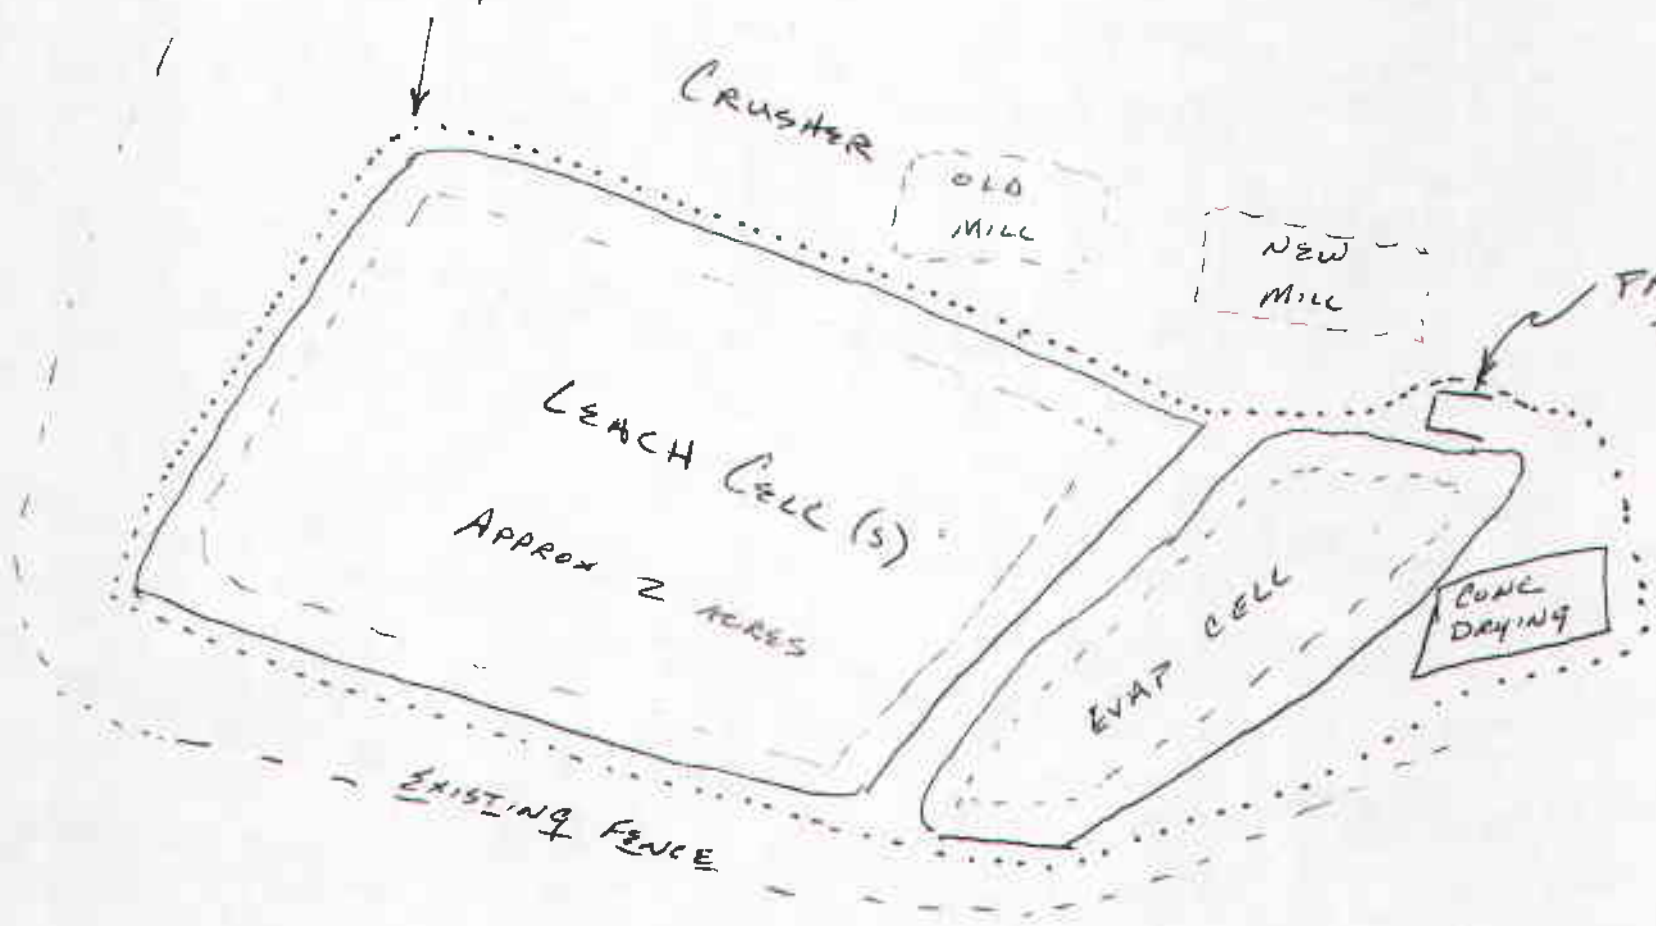 CRUSHER
OLD
MILL
NEW
MILL
LEACH CELL (S)
APPROX 2 ACRES
EVAP CELL
CONC
DRYING
EXISTING FENCE